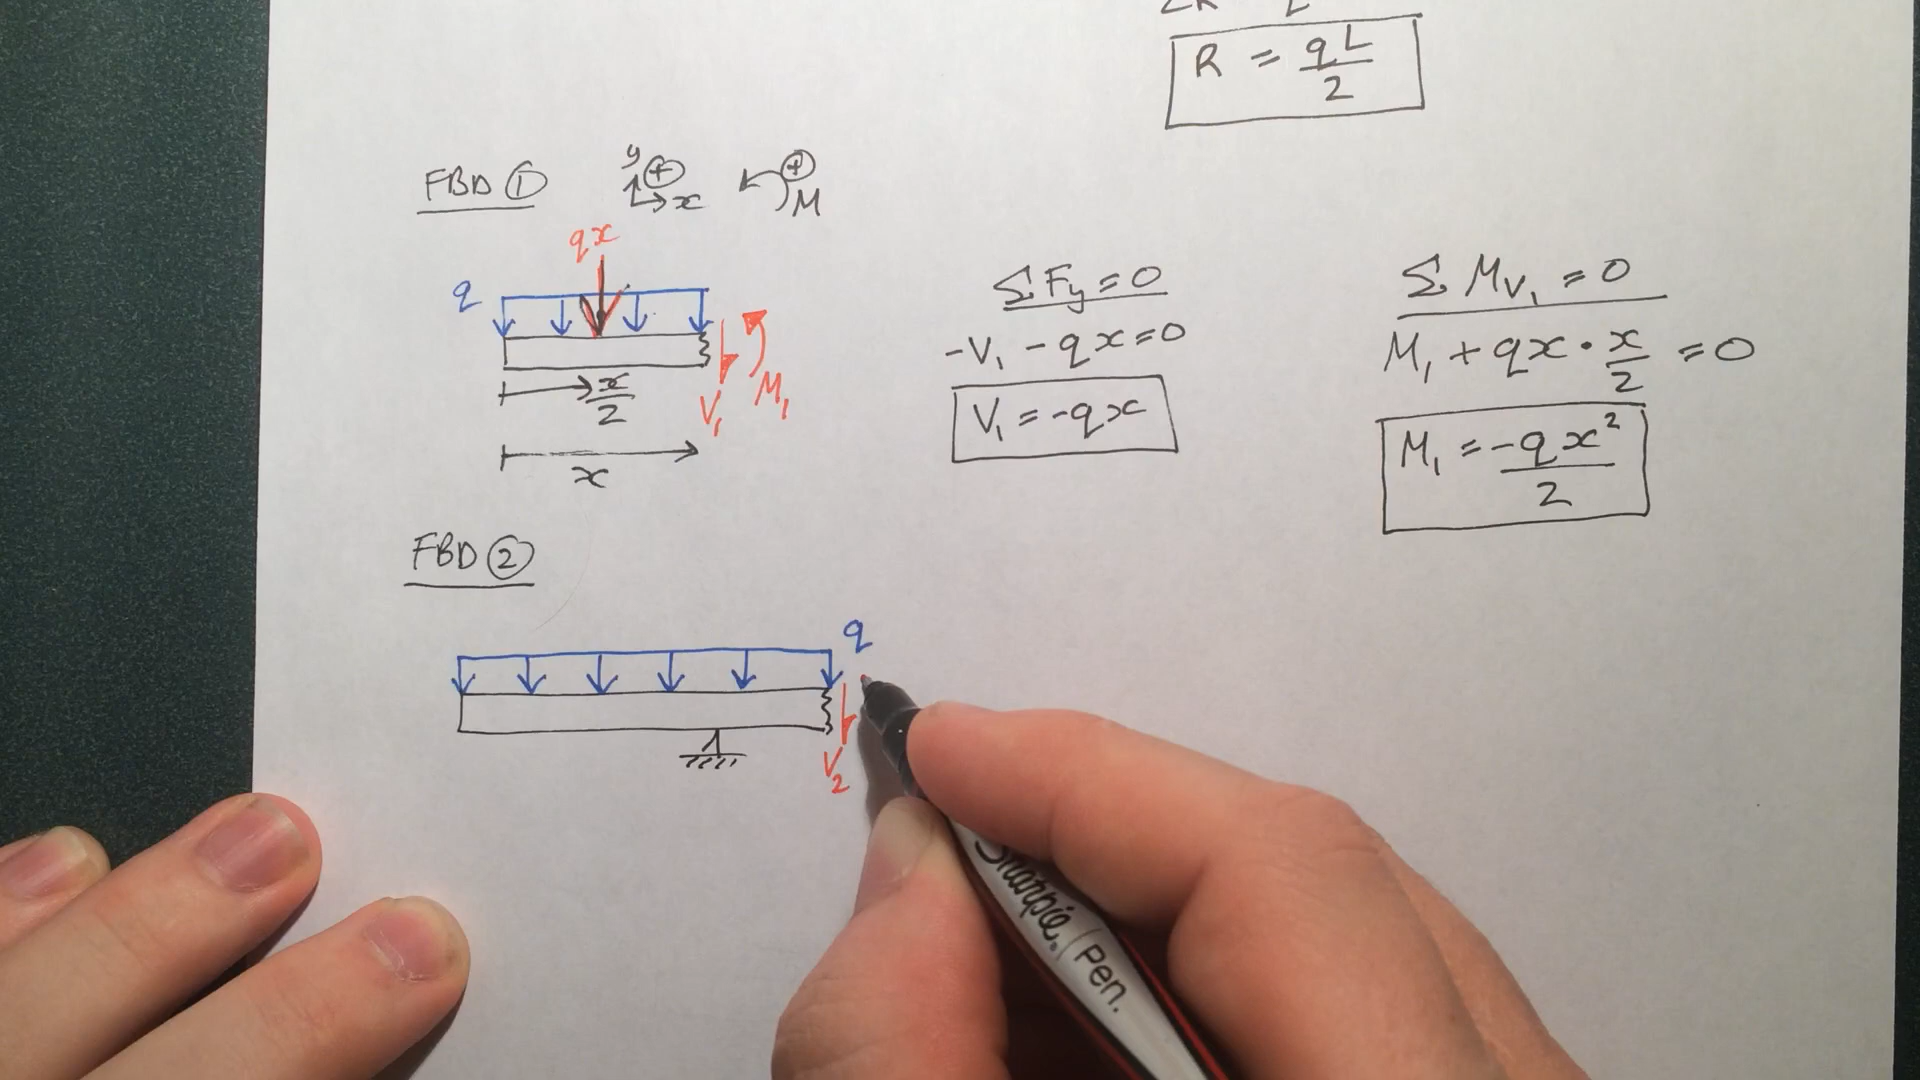 R = qL/2
FBD ①
y ⊕ x
⊕ M
qx
q
x/2
V₁
M₁
x
ΣFy = 0
-V₁ - qx = 0
V₁ = -qx
ΣM_V₁ = 0
M₁ + qx · x/2 = 0
M₁ = -qx²/2
FBD ②
q
V₂
Sharpie. | Pen.